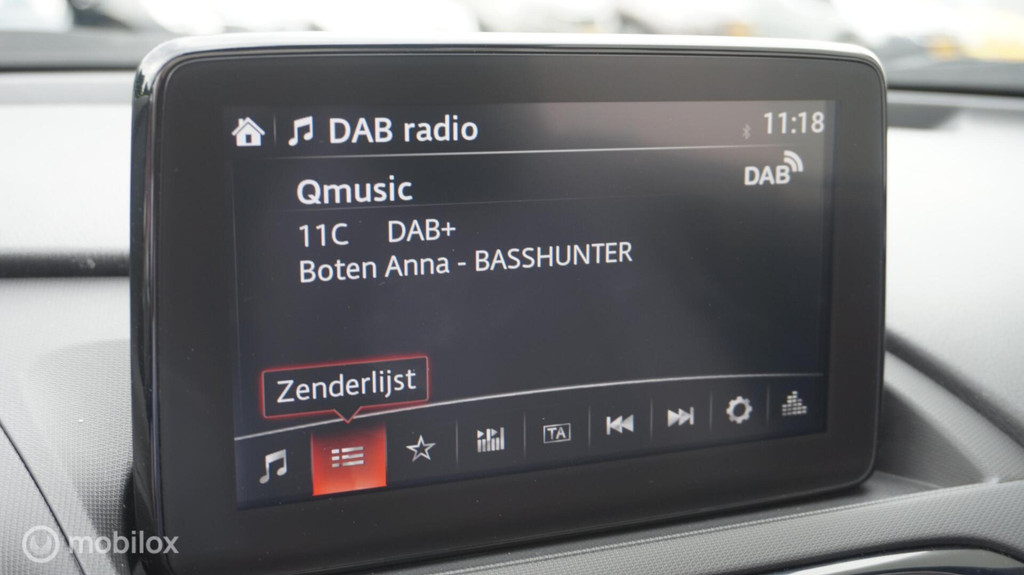 DAB radio
11:18
DAB
Qmusic
11C DAB+
Boten Anna - BASSHUNTER
Zenderlijst
TA
mobilox